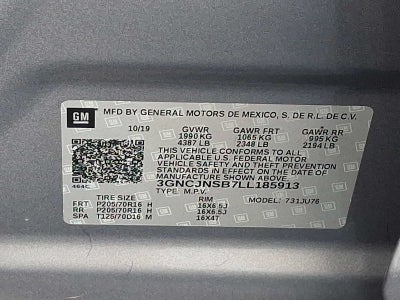 GM
MFD BY GENERAL MOTORS DE MEXICO, S. DE R.L. DE C.V.
10/19 GVWR GAWR FRT GAWR RR
1990 KG 1065 KG 995 KG
4387 LB 2348 LB 2194 LB
THIS VEHICLE CONFORMS TO ALL
APPLICABLE U.S. FEDERAL MOTOR
VEHICLE SAFETY AND THEFT PREVENTION
STANDARDS IN EFFECT ON THE DATE OF
MANUFACTURE SHOWN ABOVE.
3GNCJNSB7LL185913
TYPE: M.P.V. MODEL: 731JU76
TIRE SIZE RIM
FRT P205/70R16 H 16X6.5J
RR P205/70R16 H 16X6.5J
SPA T125/70D16 M 16X4T